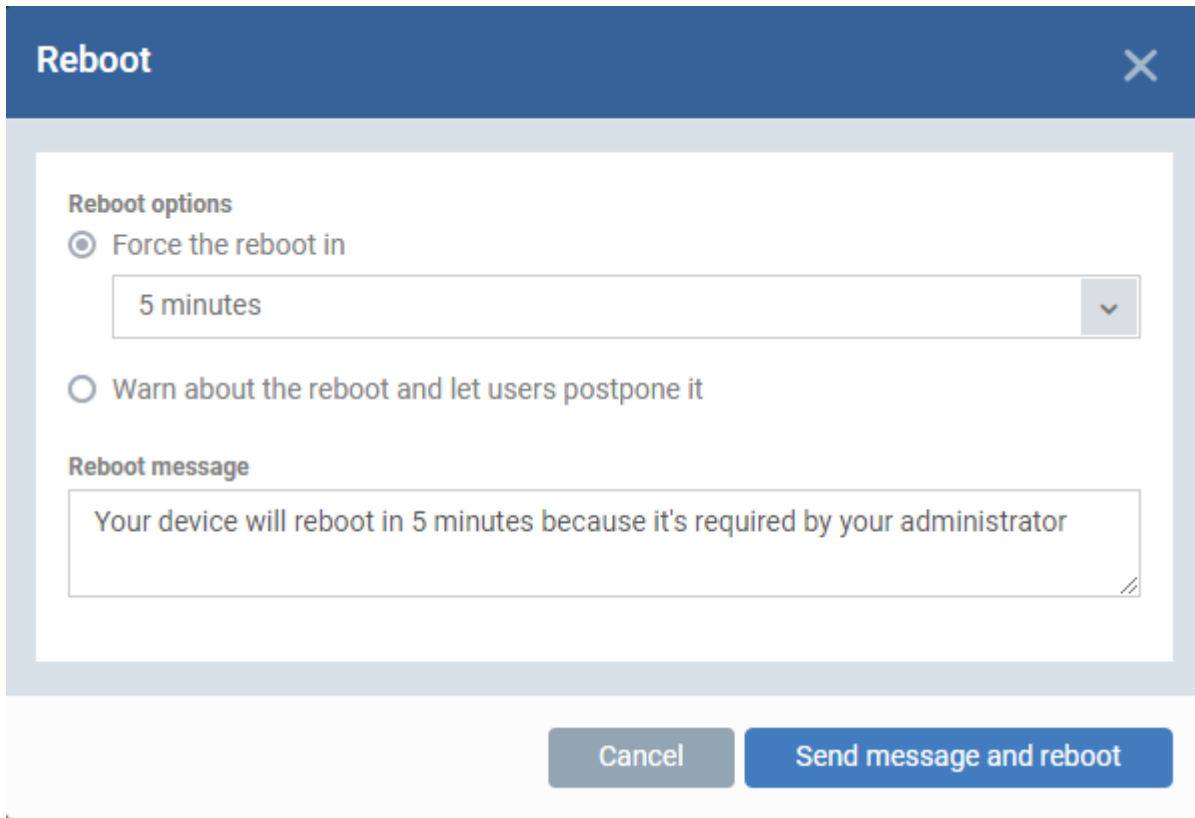 Reboot
Reboot options
Force the reboot in
5 minutes
Warn about the reboot and let users postpone it
Reboot message
Your device will reboot in 5 minutes because it's required by your administrator
Cancel
Send message and reboot